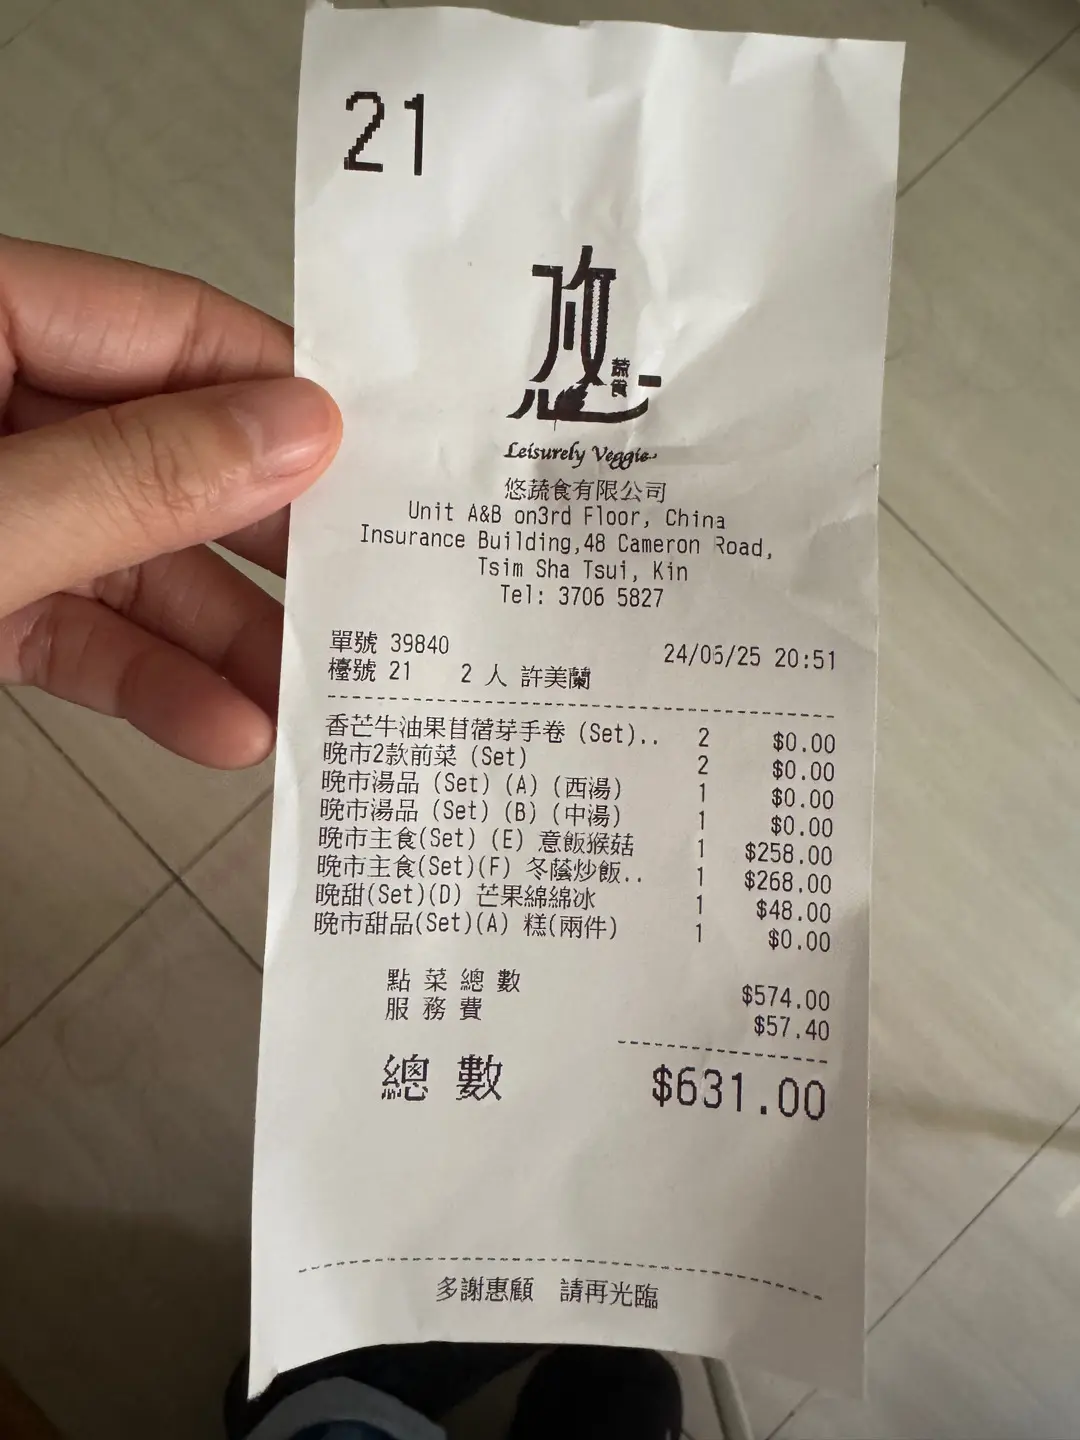 21
悠
蔬食
Leisurely Veggie
悠蔬食有限公司
Unit A&B on3rd Floor, China
Insurance Building,48 Cameron Road,
Tsim Sha Tsui, Kin
Tel: 3706 5827
單號 39840 24/05/25 20:51
檯號 21 2 人 許美蘭
香芒牛油果苜蓿芽手卷 (Set).. 2 $0.00
晚市2款前菜 (Set) 2 $0.00
晚市湯品 (Set) (A) (西湯) 1 $0.00
晚市湯品 (Set) (B) (中湯) 1 $0.00
晚市主食(Set) (E) 意飯猴菇 1 $258.00
晚市主食(Set)(F) 冬蔭炒飯.. 1 $268.00
晚甜(Set)(D) 芒果綿綿冰 1 $48.00
晚市甜品(Set)(A) 糕(兩件) 1 $0.00
點菜總數 $574.00
服務費 $57.40
總數 $631.00
多謝惠顧 請再光臨